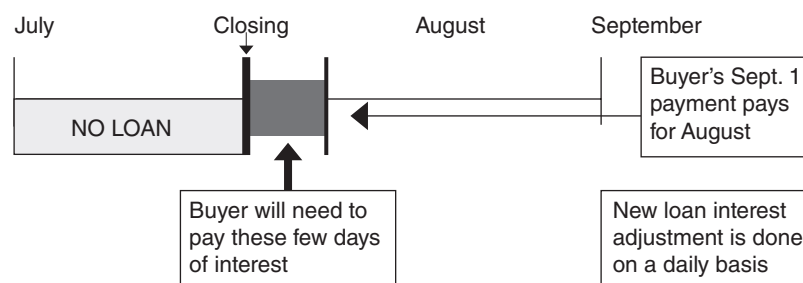 July Closing August September
Buyer's Sept. 1
payment pays
for August
NO LOAN
Buyer will need to
pay these few days
of interest
New loan interest
adjustment is done
on a daily basis